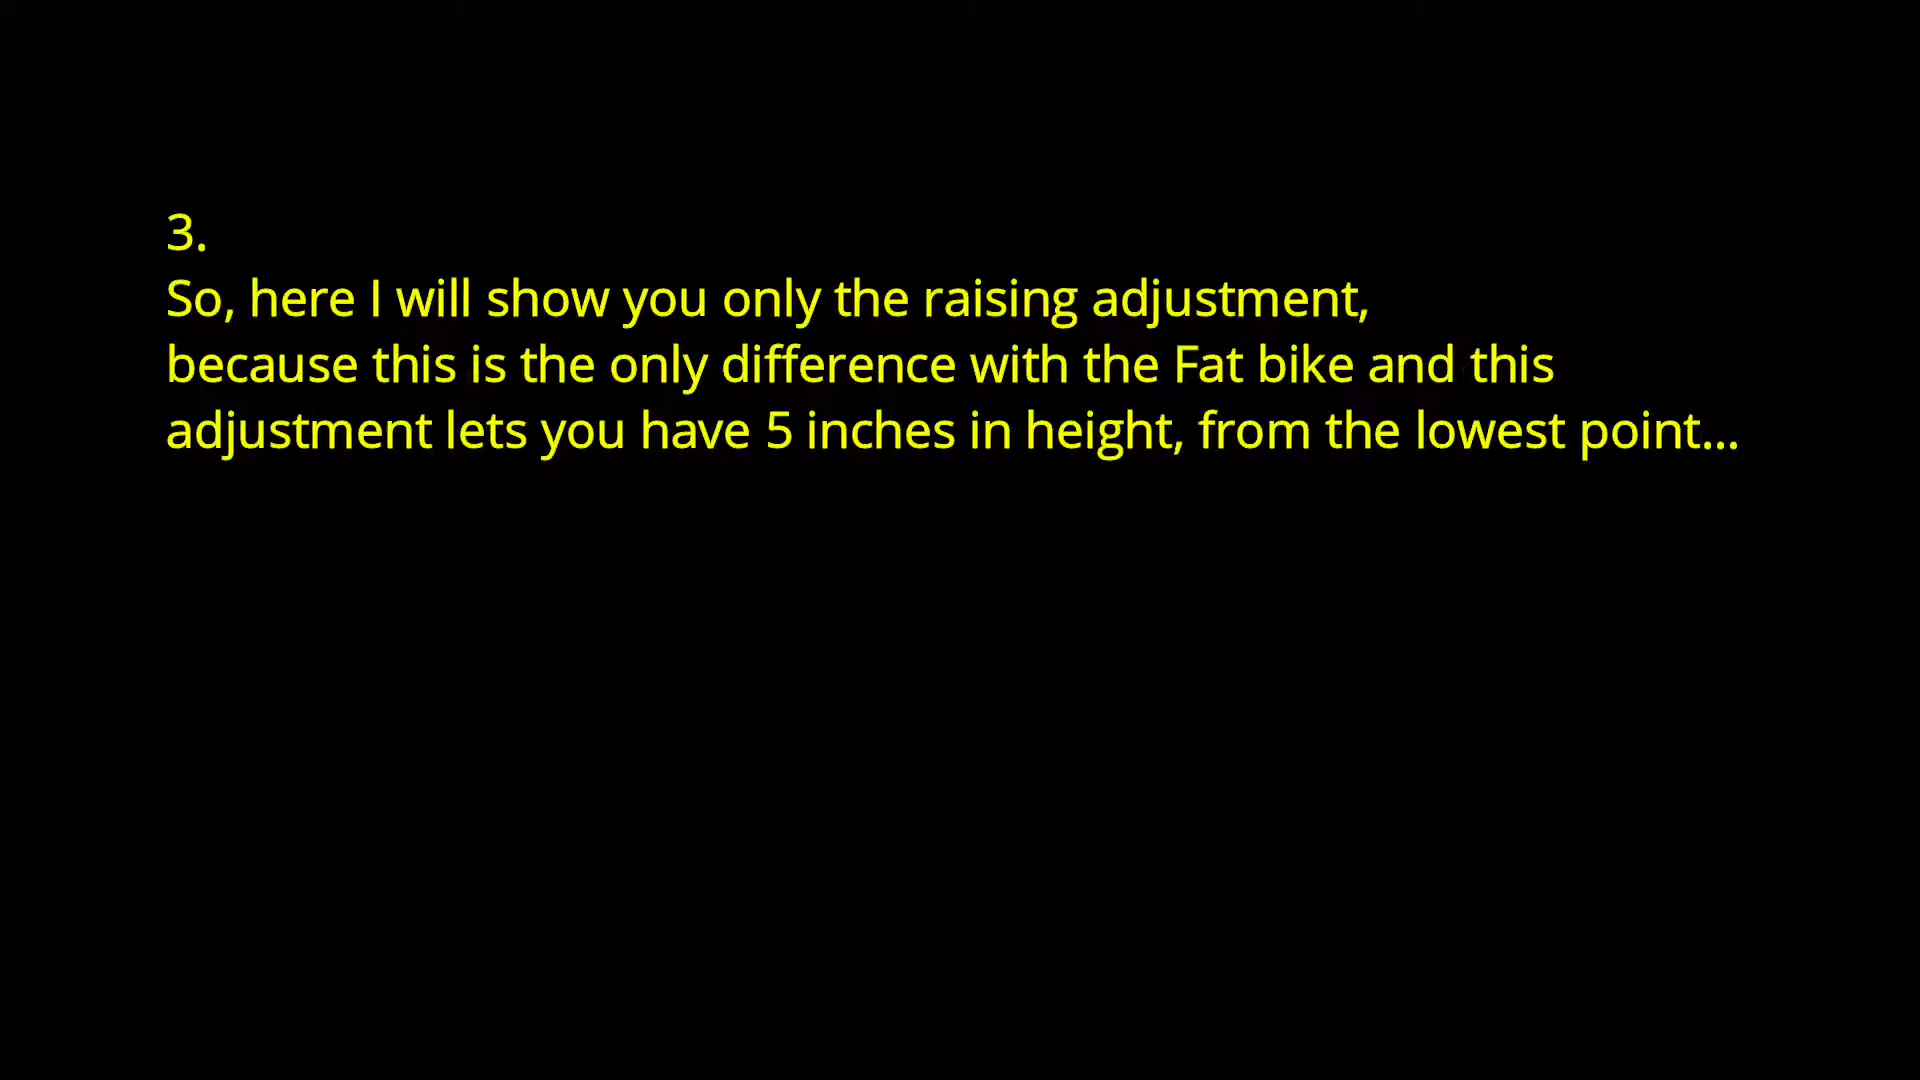 3.
So, here I will show you only the raising adjustment,
because this is the only difference with the Fat bike and this
adjustment lets you have 5 inches in height, from the lowest point...